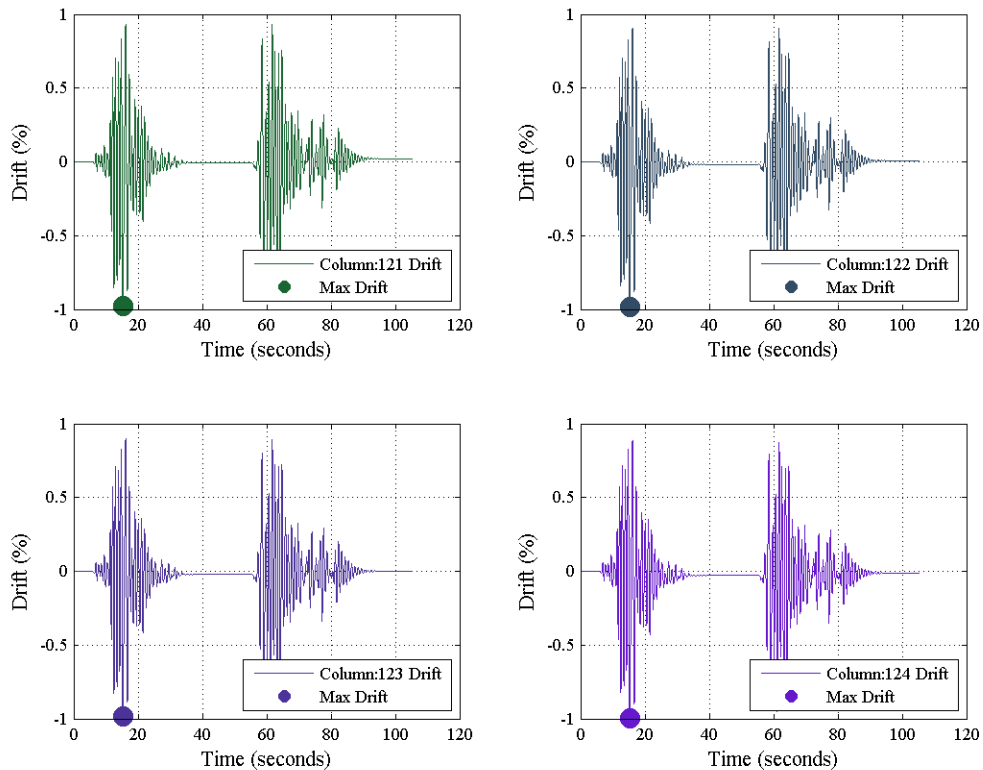 1
0.5
0
-0.5
-1
Drift (%)
Column:121 Drift
Max Drift
0 20 40 60 80 100 120
Time (seconds)
1
0.5
0
-0.5
-1
Drift (%)
Column:122 Drift
Max Drift
0 20 40 60 80 100 120
Time (seconds)
1
0.5
0
-0.5
-1
Drift (%)
Column:123 Drift
Max Drift
0 20 40 60 80 100 120
Time (seconds)
1
0.5
0
-0.5
-1
Drift (%)
Column:124 Drift
Max Drift
0 20 40 60 80 100 120
Time (seconds)